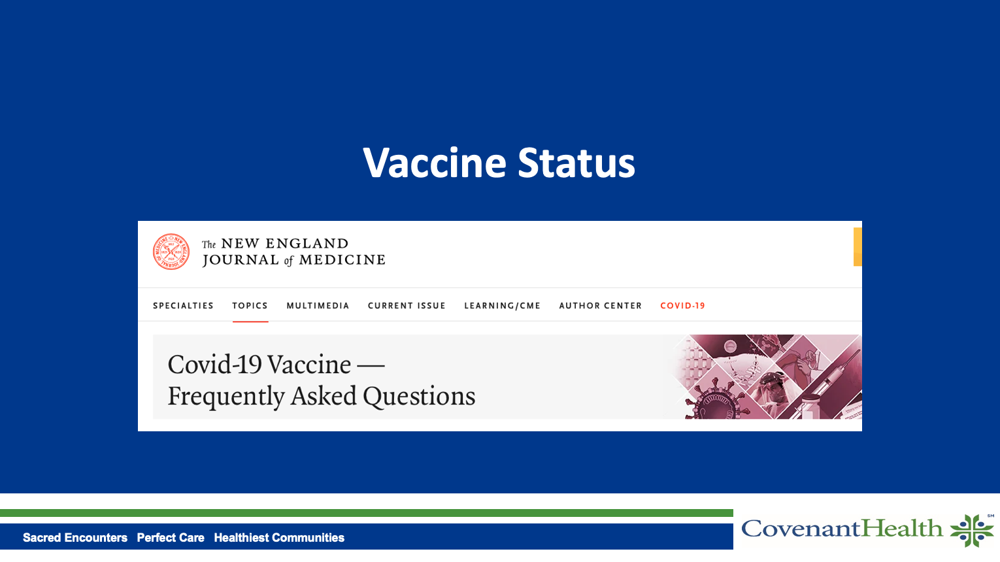 Vaccine Status
The NEW ENGLAND
JOURNAL of MEDICINE
SPECIALTIES TOPICS MULTIMEDIA CURRENT ISSUE LEARNING/CME AUTHOR CENTER COVID-19
Covid-19 Vaccine —
Frequently Asked Questions
Sacred Encounters Perfect Care Healthiest Communities
CovenantHealth SM